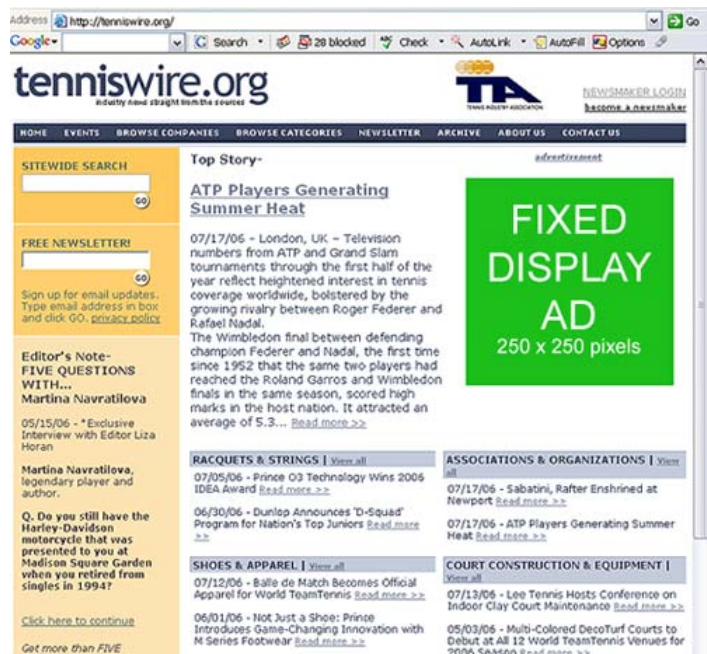 Address http://tenniswire.org/ Go
Google Search 28 blocked Check AutoLink AutoFill Options
tenniswire.org
industry news straight from the sources
TA
TENNIS INDUSTRY ASSOCIATION
NEWSMAKER LOGIN
become a newsmaker
HOME EVENTS BROWSE COMPANIES BROWSE CATEGORIES NEWSLETTER ARCHIVE ABOUT US CONTACT US
SITEWIDE SEARCH
GO
FREE NEWSLETTER!
GO
Sign up for email updates.
Type email address in box
and click GO. privacy policy
Editor's Note-
FIVE QUESTIONS
WITH...
Martina Navratilova
05/15/06 - *Exclusive
Interview with Editor Liza
Horan
Martina Navratilova,
legendary player and
author.
Q. Do you still have the
Harley-Davidson
motorcycle that was
presented to you at
Madison Square Garden
when you retired from
singles in 1994?
Click here to continue
Get more than FIVE
Top Story-
ATP Players Generating
Summer Heat
07/17/06 - London, UK – Television
numbers from ATP and Grand Slam
tournaments through the first half of the
year reflect heightened interest in tennis
coverage worldwide, bolstered by the
growing rivalry between Roger Federer and
Rafael Nadal.
The Wimbledon final between defending
champion Federer and Nadal, the first time
since 1952 that the same two players had
reached the Roland Garros and Wimbledon
finals in the same season, scored high
marks in the host nation. It attracted an
average of 5.3... Read more >>
advertisement
FIXED
DISPLAY
AD
250 x 250 pixels
RACQUETS & STRINGS | View all
07/05/06 - Prince O3 Technology Wins 2006
IDEA Award Read more >>
06/30/06 - Dunlop Announces 'D-Squad'
Program for Nation's Top Juniors Read more
>>
ASSOCIATIONS & ORGANIZATIONS | View
all
07/17/06 - Sabatini, Rafter Enshrined at
Newport Read more >>
07/17/06 - ATP Players Generating Summer
Heat Read more >>
SHOES & APPAREL | View all
07/12/06 - Balle de Match Becomes Official
Apparel for World TeamTennis Read more >>
06/01/06 - Not Just a Shoe: Prince
Introduces Game-Changing Innovation with
M Series Footwear Read more >>
COURT CONSTRUCTION & EQUIPMENT |
View all
07/13/06 - Lee Tennis Hosts Conference on
Indoor Clay Court Maintenance Read more >>
05/03/06 - Multi-Colored DecoTurf Courts to
Debut at All 12 World TeamTennis Venues for
2006 Season Read more >>